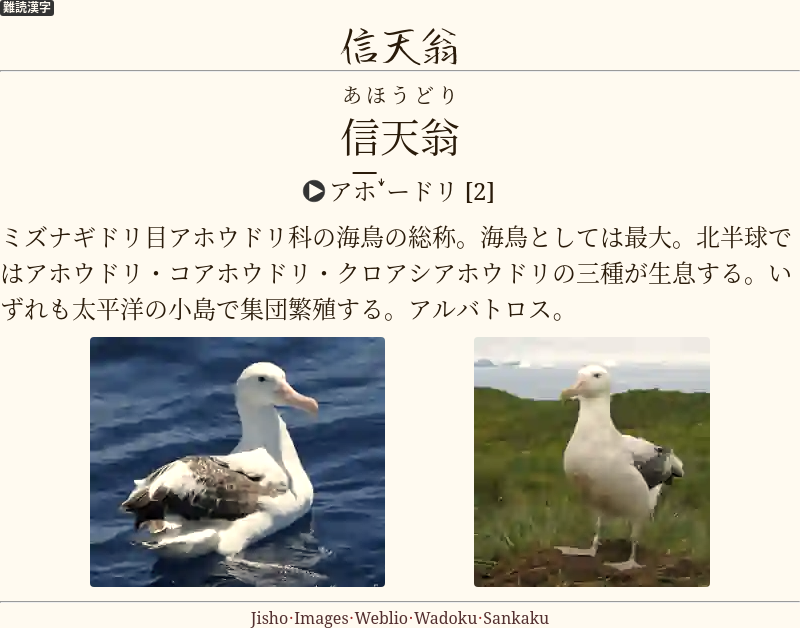 難読漢字
信天翁
あほうどり
信天翁
アホードリ [2]
ミズナギドリ目アホウドリ科の海鳥の総称。海鳥としては最大。北半球で
はアホウドリ・コアホウドリ・クロアシアホウドリの三種が生息する。い
ずれも太平洋の小島で集団繁殖する。アルバトロス。
Jisho·Images·Weblio·Wadoku·Sankaku